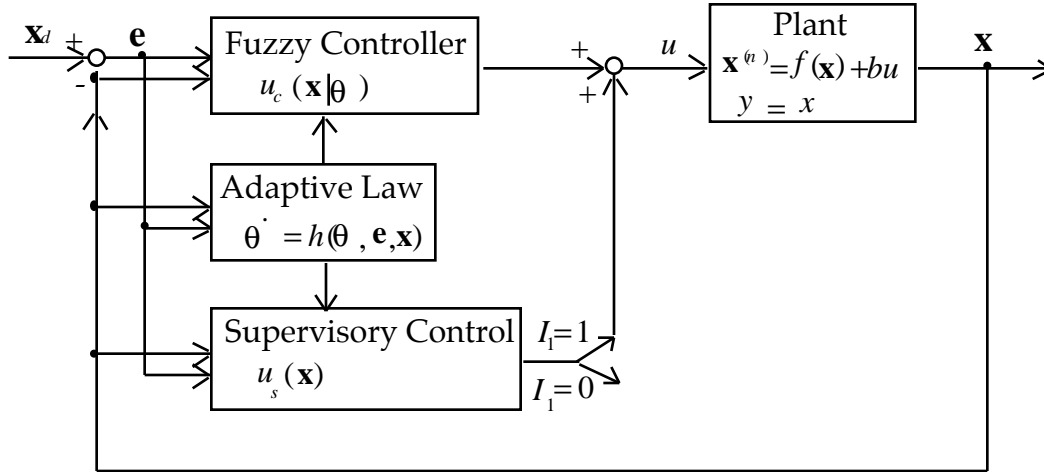 x_d + e
-
Fuzzy Controller
u_c (x|θ )
+
+
u
Plant
x^(n) = f(x) + bu
y = x
x
Adaptive Law
θ̇ = h(θ , e,x)
Supervisory Control
u_s (x)
I_1 = 1
I_1 = 0